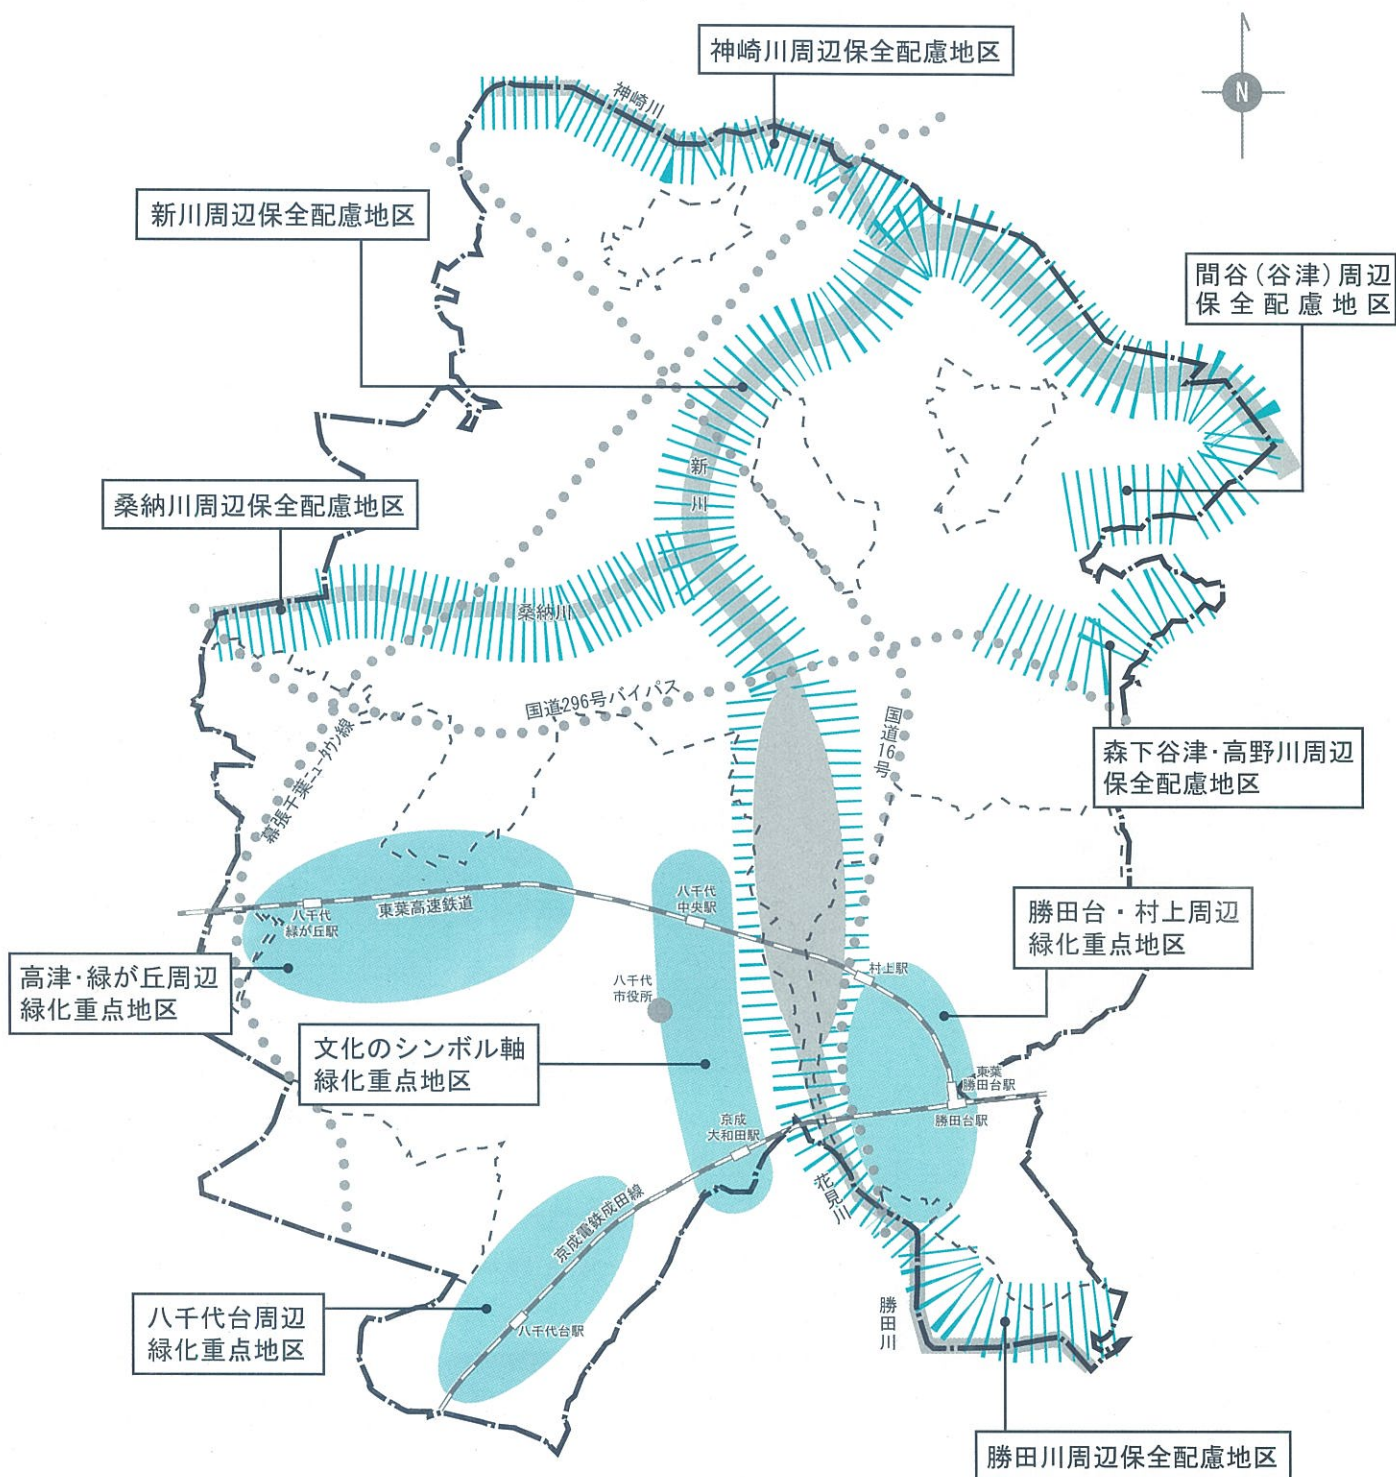 神崎川周辺保全配慮地区
N
神崎川
新川周辺保全配慮地区
間谷(谷津)周辺
保全配慮地区
新川
桑納川周辺保全配慮地区
桑納川
国道296号バイパス
国道16号
幕張千葉ニュータウン線
森下谷津・高野川周辺
保全配慮地区
八千代
中央駅
東葉高速鉄道
八千代
緑が丘駅
勝田台・村上周辺
緑化重点地区
高津・緑が丘周辺
緑化重点地区
村上駅
八千代
市役所
文化のシンボル軸
緑化重点地区
東葉
勝田台駅
勝田台駅
京成
大和田駅
花見川
京成電鉄成田線
八千代台周辺
緑化重点地区
八千代台駅
勝田川
勝田川周辺保全配慮地区